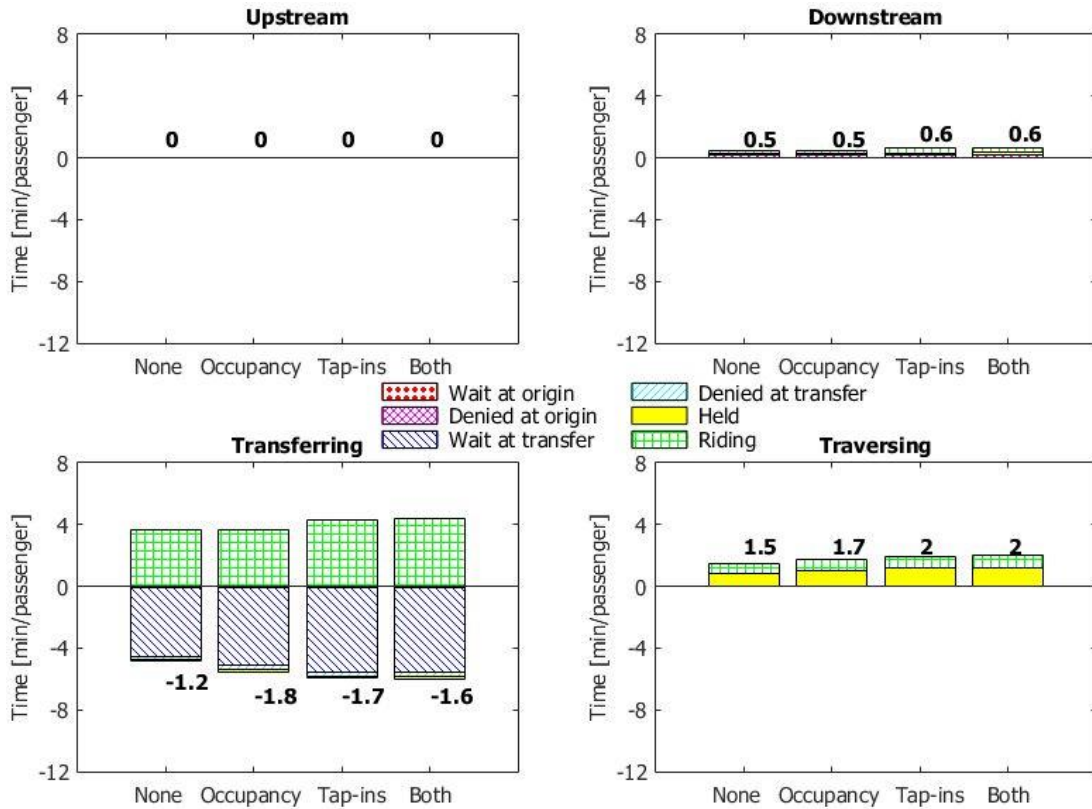 Upstream
Time [min/passenger]
8
4
0
-4
-8
-12
0 0 0 0
None Occupancy Tap-ins Both
Downstream
Time [min/passenger]
8
4
0
-4
-8
-12
0.5 0.5 0.6 0.6
None Occupancy Tap-ins Both
Wait at origin
Denied at origin
Wait at transfer
Denied at transfer
Held
Riding
Transferring
Time [min/passenger]
8
4
0
-4
-8
-12
-1.2 -1.8 -1.7 -1.6
None Occupancy Tap-ins Both
Traversing
Time [min/passenger]
8
4
0
-4
-8
-12
1.5 1.7 2 2
None Occupancy Tap-ins Both